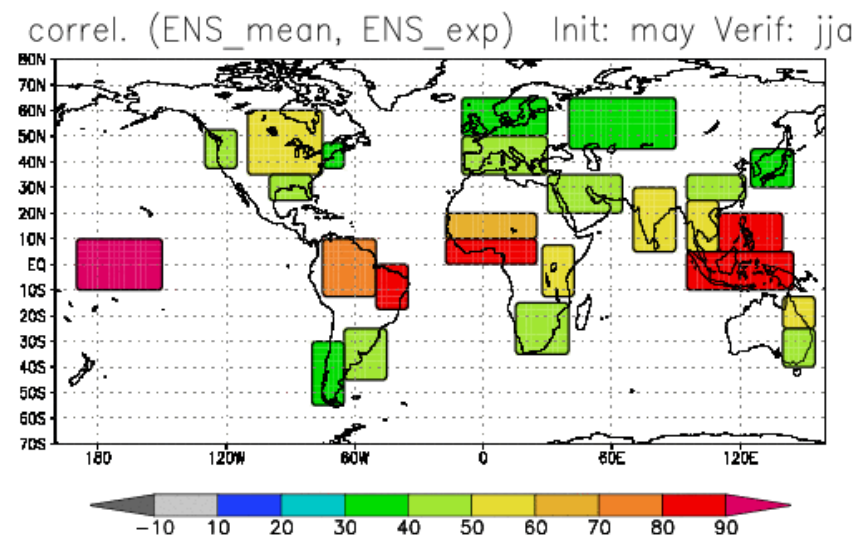 correl. (ENS_mean, ENS_exp) Init: may Verif: jja
80N
70N
60N
50N
40N
30N
20N
10N
EQ
10S
20S
30S
40S
50S
60S
70S
180 120W 60W 0 60E 120E
-10 10 20 30 40 50 60 70 80 90